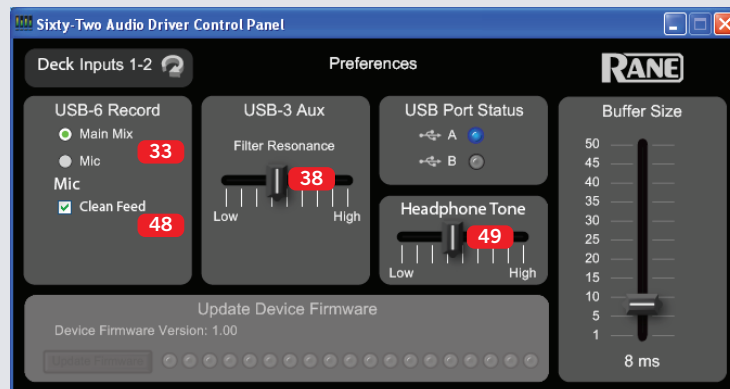 Sixty-Two Audio Driver Control Panel
Deck Inputs 1-2
Preferences
RANE
USB-6 Record
Main Mix
33
Mic
Mic
Clean Feed
48
USB-3 Aux
Filter Resonance
38
Low High
USB Port Status
A
B
Headphone Tone
49
Low High
Buffer Size
50
45
40
35
30
25
20
15
10
5
1
8 ms
Update Device Firmware
Device Firmware Version: 1.00
Update Firmware